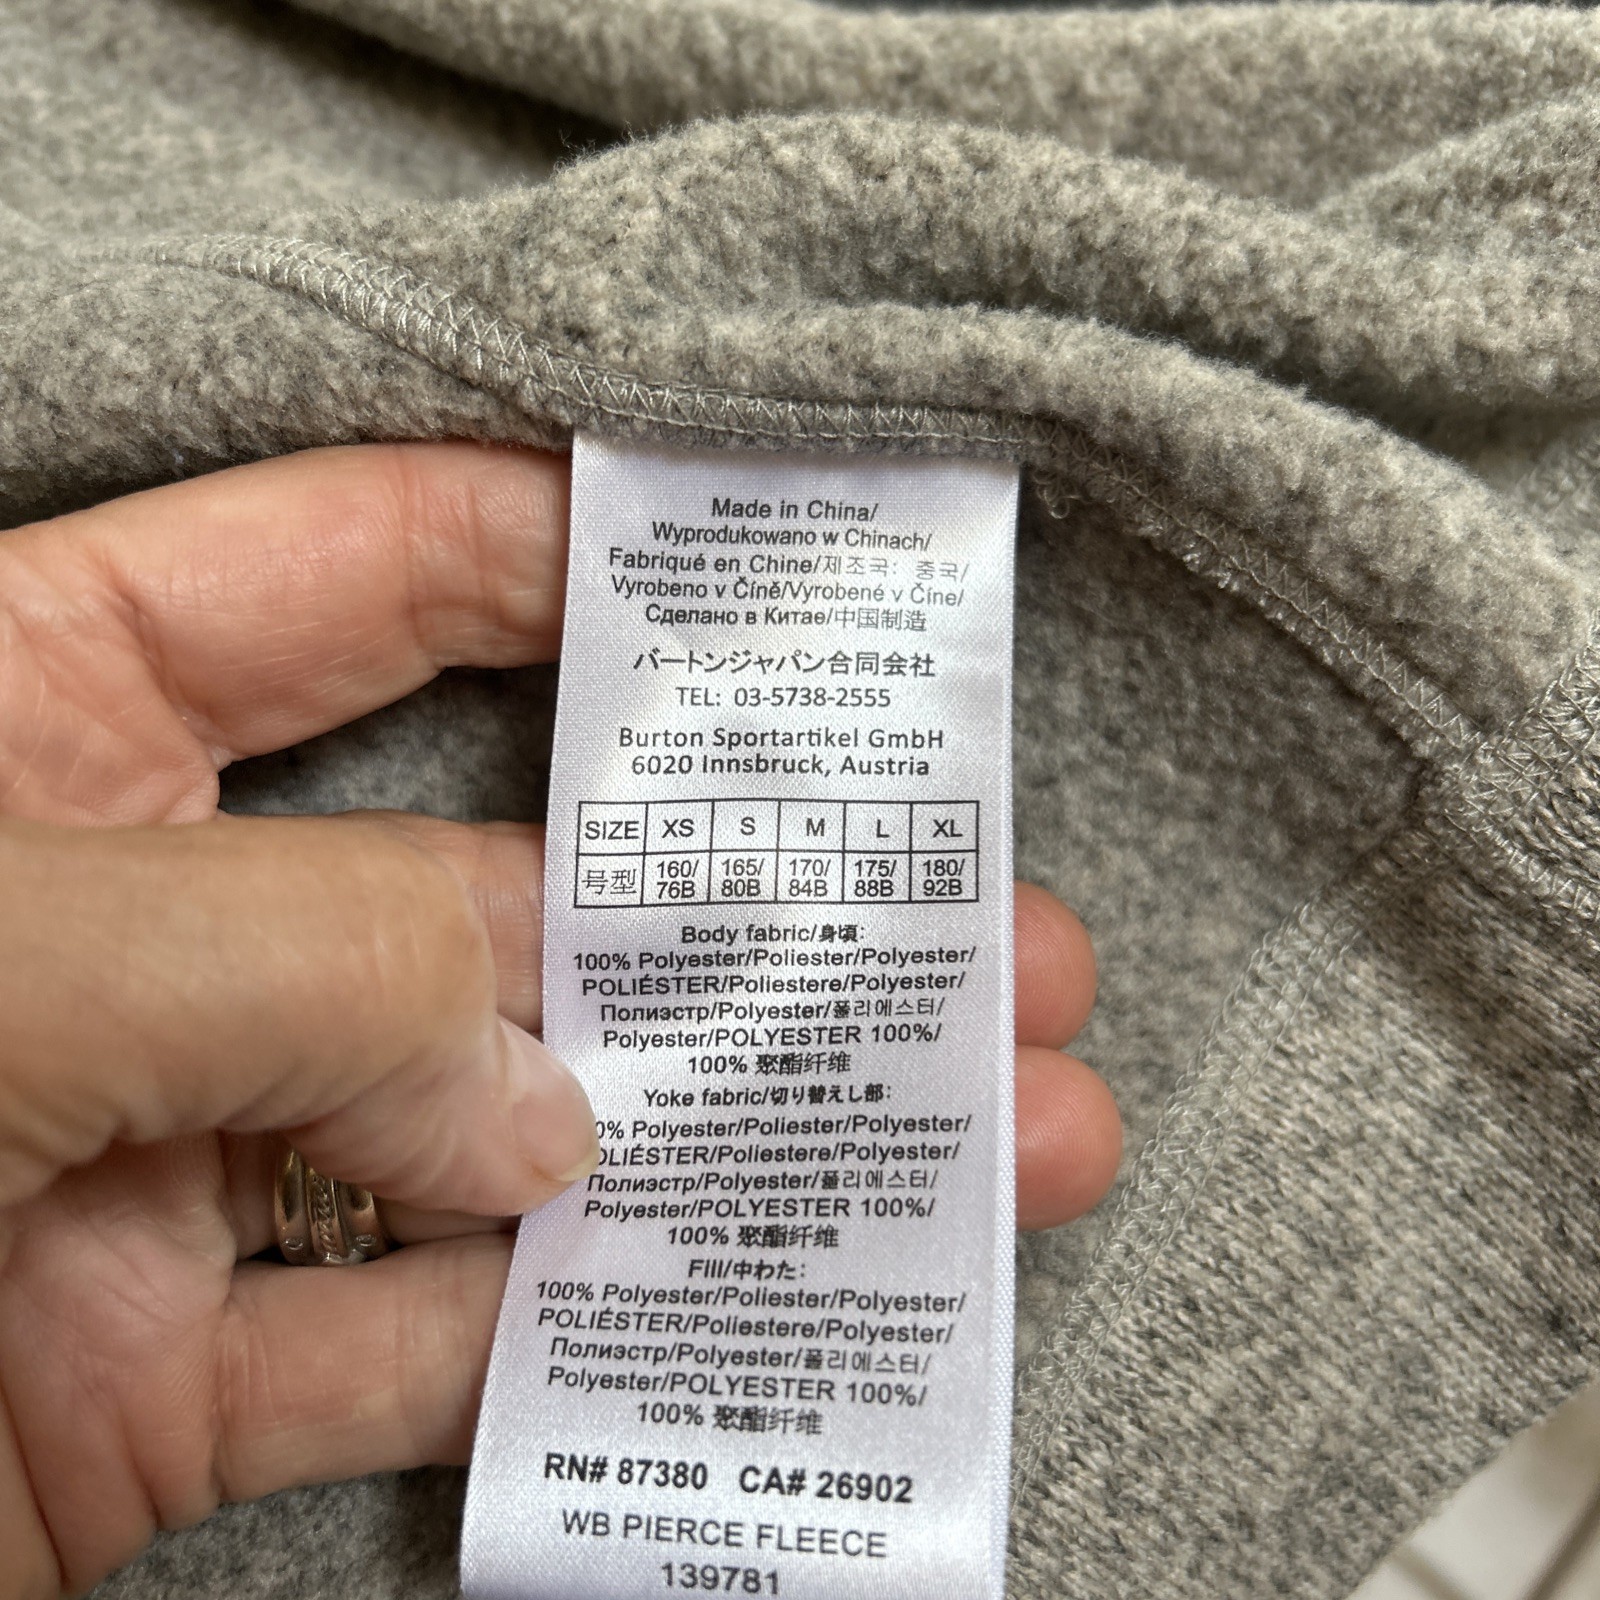 Made in China/
Wyprodukowano w Chinach/
Fabriqué en Chine/제조국: 중국/
Vyrobeno v Číně/Vyrobené v Číne/
Сделано в Китае/中国制造
バートンジャパン合同会社
TEL: 03-5738-2555
Burton Sportartikel GmbH
6020 Innsbruck, Austria
SIZE XS S M L XL
号型 160/76B 165/80B 170/84B 175/88B 180/92B
Body fabric/身頃:
100% Polyester/Poliester/Polyester/
POLIÉSTER/Poliestere/Polyester/
Полиэстр/Polyester/폴리에스터/
Polyester/POLYESTER 100%/
100% 聚酯纤维
Yoke fabric/切り替えし部:
0% Polyester/Poliester/Polyester/
OLIÉSTER/Poliestere/Polyester/
Полиэстр/Polyester/폴리에스터/
Polyester/POLYESTER 100%/
100% 聚酯纤维
Fill/中わた:
100% Polyester/Poliester/Polyester/
POLIÉSTER/Poliestere/Polyester/
Полиэстр/Polyester/폴리에스터/
Polyester/POLYESTER 100%/
100% 聚酯纤维
RN# 87380 CA# 26902
WB PIERCE FLEECE
139781